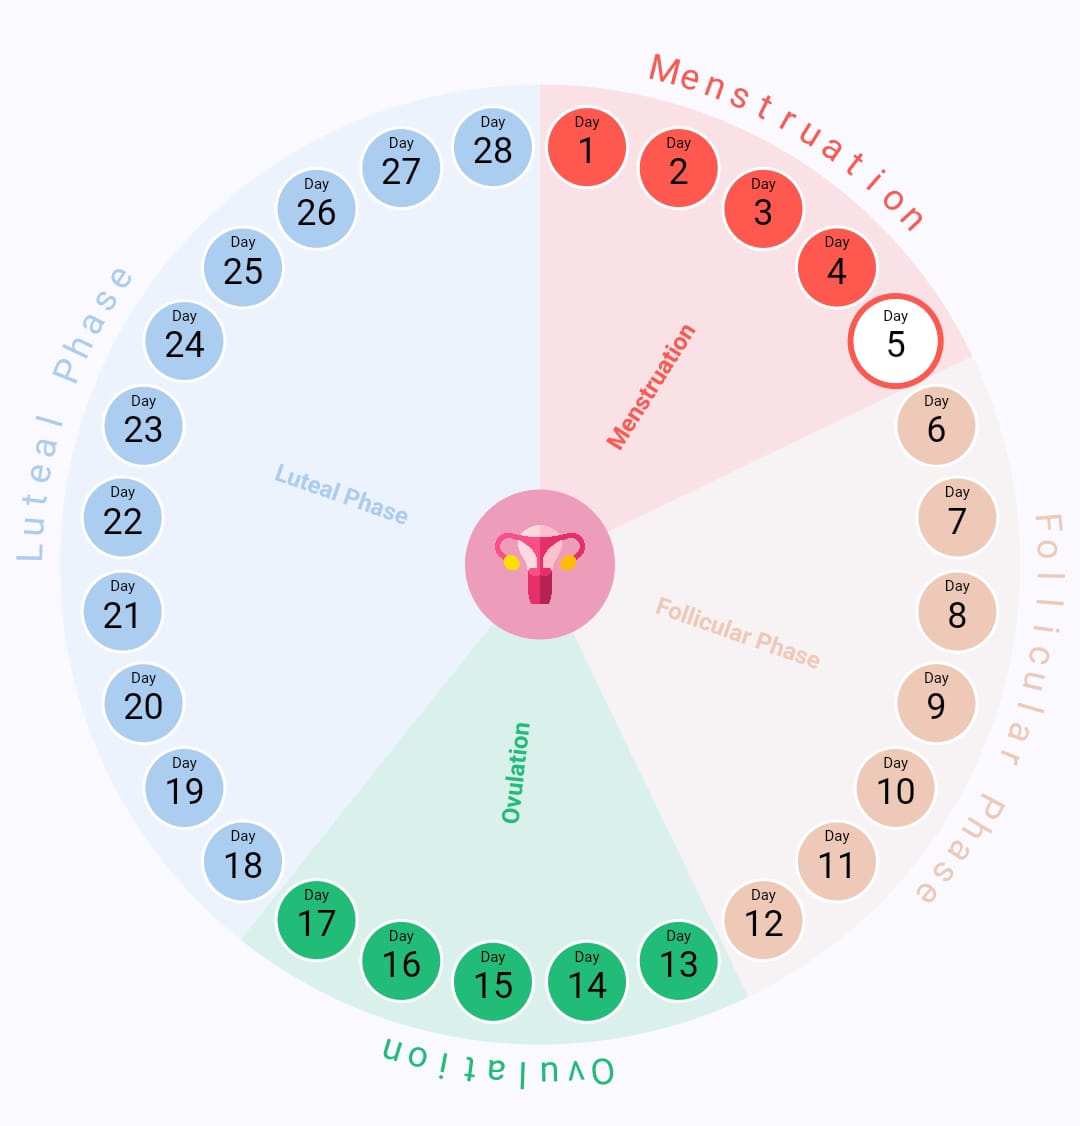 Menstruation
Day
1
Day
2
Day
3
Day
4
Day
5
Menstruation
Follicular Phase
Day
6
Day
7
Day
8
Day
9
Day
10
Day
11
Day
12
Follicular Phase
Ovulation
Day
13
Day
14
Day
15
Day
16
Day
17
Ovulation
Luteal Phase
Day
18
Day
19
Day
20
Day
21
Day
22
Day
23
Day
24
Day
25
Day
26
Day
27
Day
28
Luteal Phase